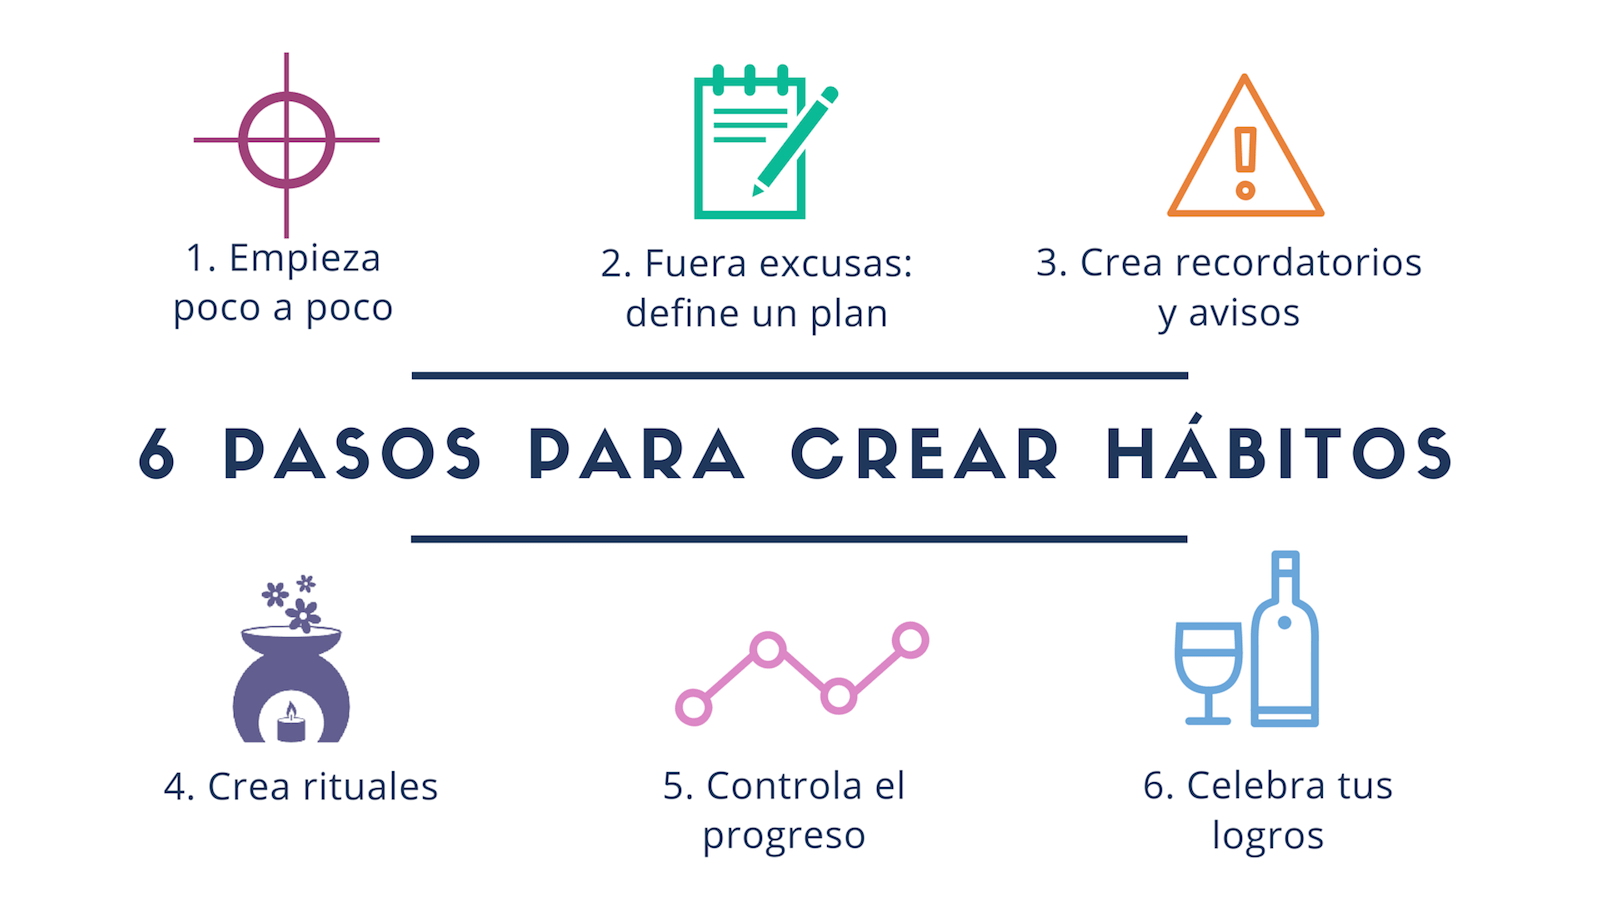 1. Empieza
poco a poco
2. Fuera excusas:
define un plan
3. Crea recordatorios
y avisos
6 PASOS PARA CREAR HÁBITOS
4. Crea rituales
5. Controla el
progreso
6. Celebra tus
logros